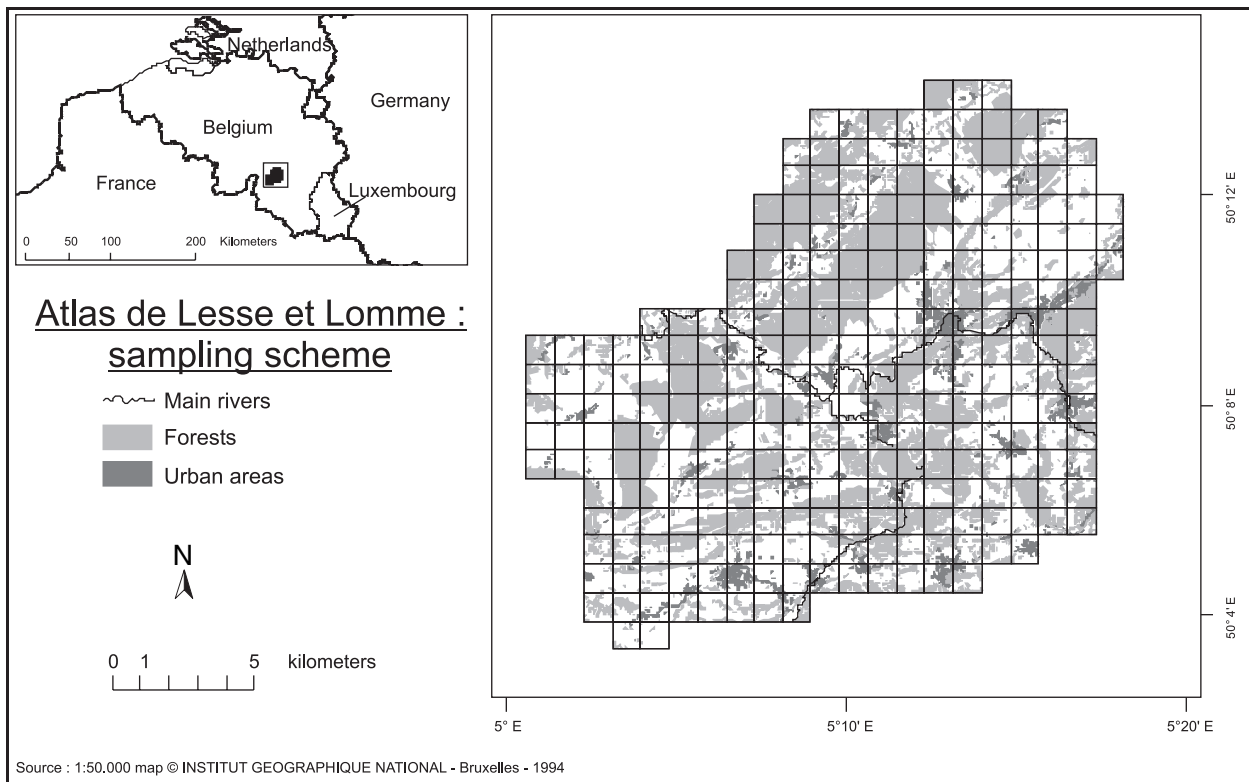 Netherlands
Germany
Belgium
France
Luxembourg
0 50 100 200 Kilometers
Atlas de Lesse et Lomme :
sampling scheme
Main rivers
Forests
Urban areas
N
0 1 5 kilometers
50° 12' E
50° 8' E
50° 4' E
5° E
5° 10' E
5° 20' E
Source : 1:50.000 map © INSTITUT GEOGRAPHIQUE NATIONAL - Bruxelles - 1994